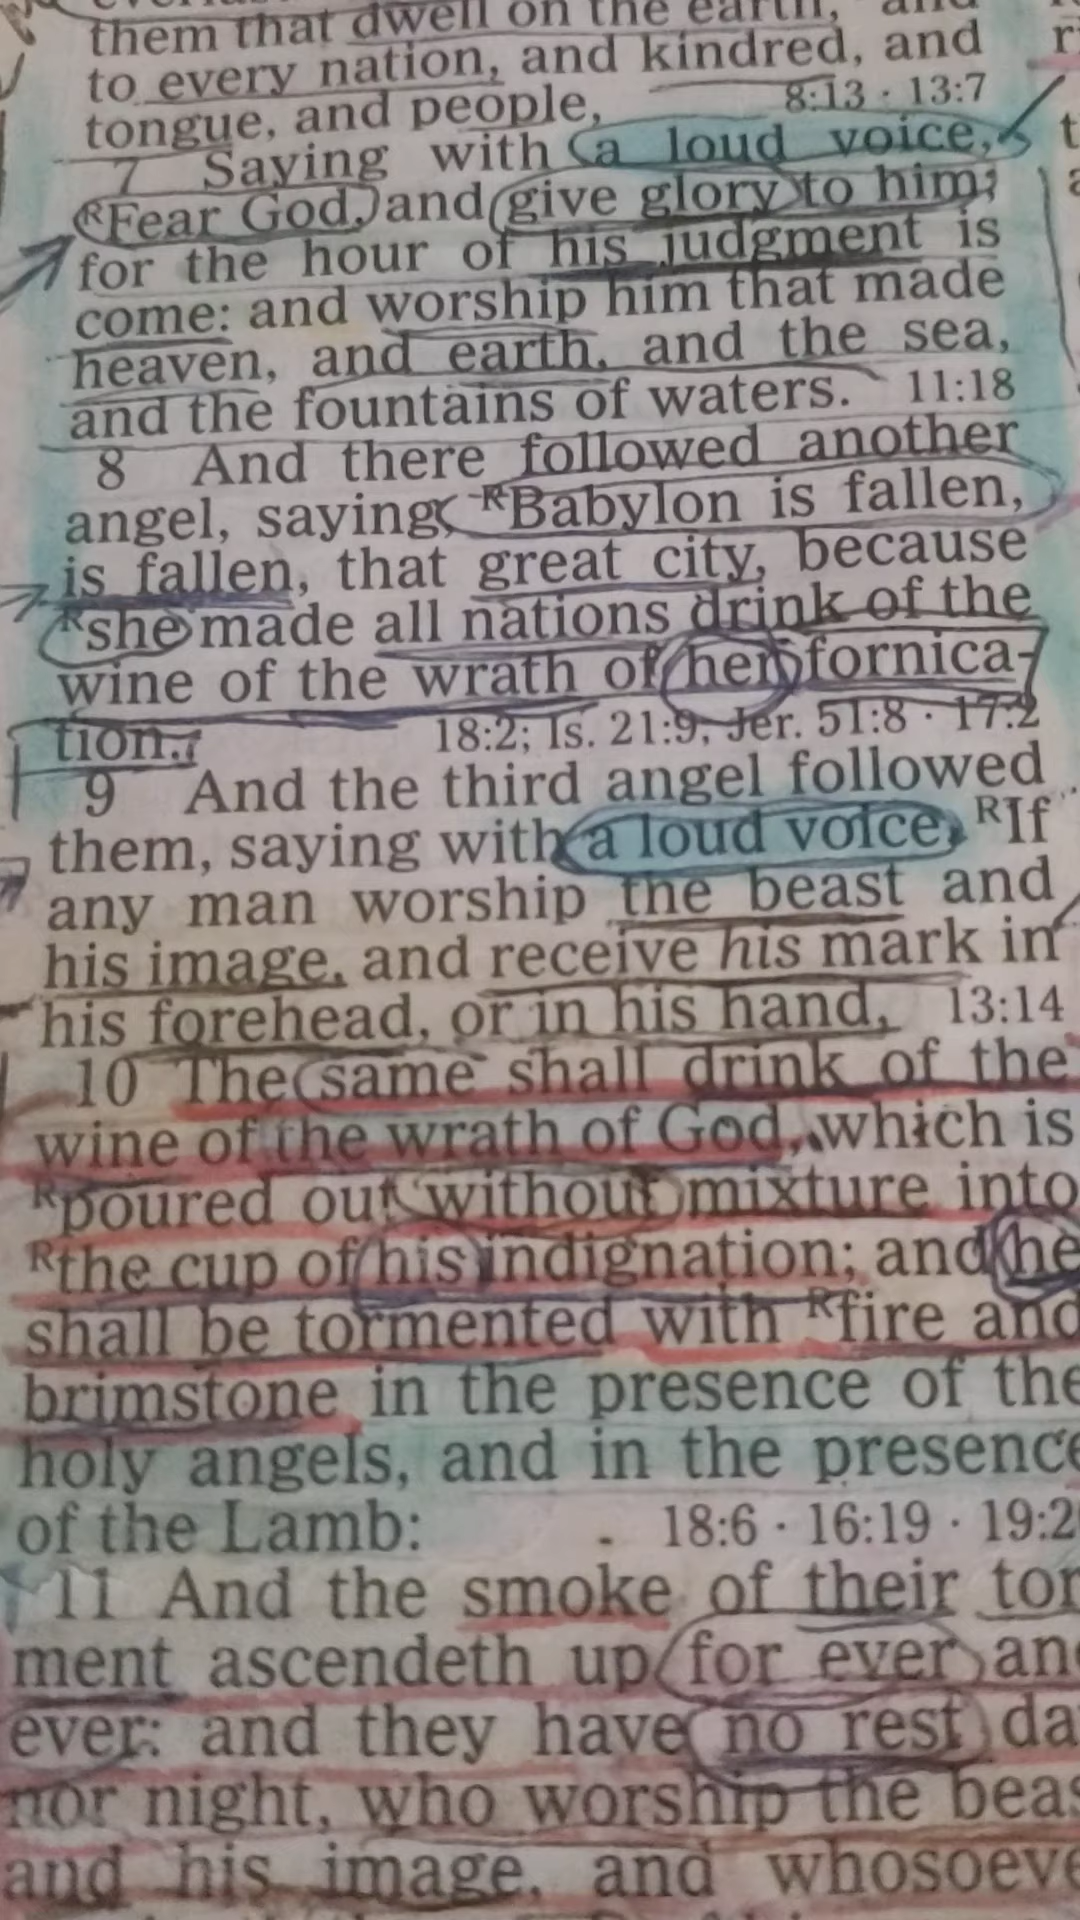 them that dwell on the earth, and
to every nation, and kindred, and
tongue, and people, 8:13 · 13:7
7 Saying with a loud voice,
RFear God, and give glory to him;
for the hour of his judgment is
come: and worship him that made
heaven, and earth, and the sea,
and the fountains of waters. 11:18
8 And there followed another
angel, saying, RBabylon is fallen,
is fallen, that great city, because
Rshe made all nations drink of the
wine of the wrath of her fornica-
tion. 18:2; Is. 21:9; Jer. 51:8 · 17:2
9 And the third angel followed
them, saying with a loud voice, RIf
any man worship the beast and
his image, and receive his mark in
his forehead, or in his hand, 13:14
10 The same shall drink of the
wine of the wrath of God, which is
Rpoured out without mixture into
Rthe cup of his indignation; and he
shall be tormented with Rfire and
brimstone in the presence of the
holy angels, and in the presence
of the Lamb: 18:6 · 16:19 · 19:2
11 And the smoke of their tor
ment ascendeth up for ever an
ever: and they have no rest da
nor night, who worship the beas
and his image, and whosoeve